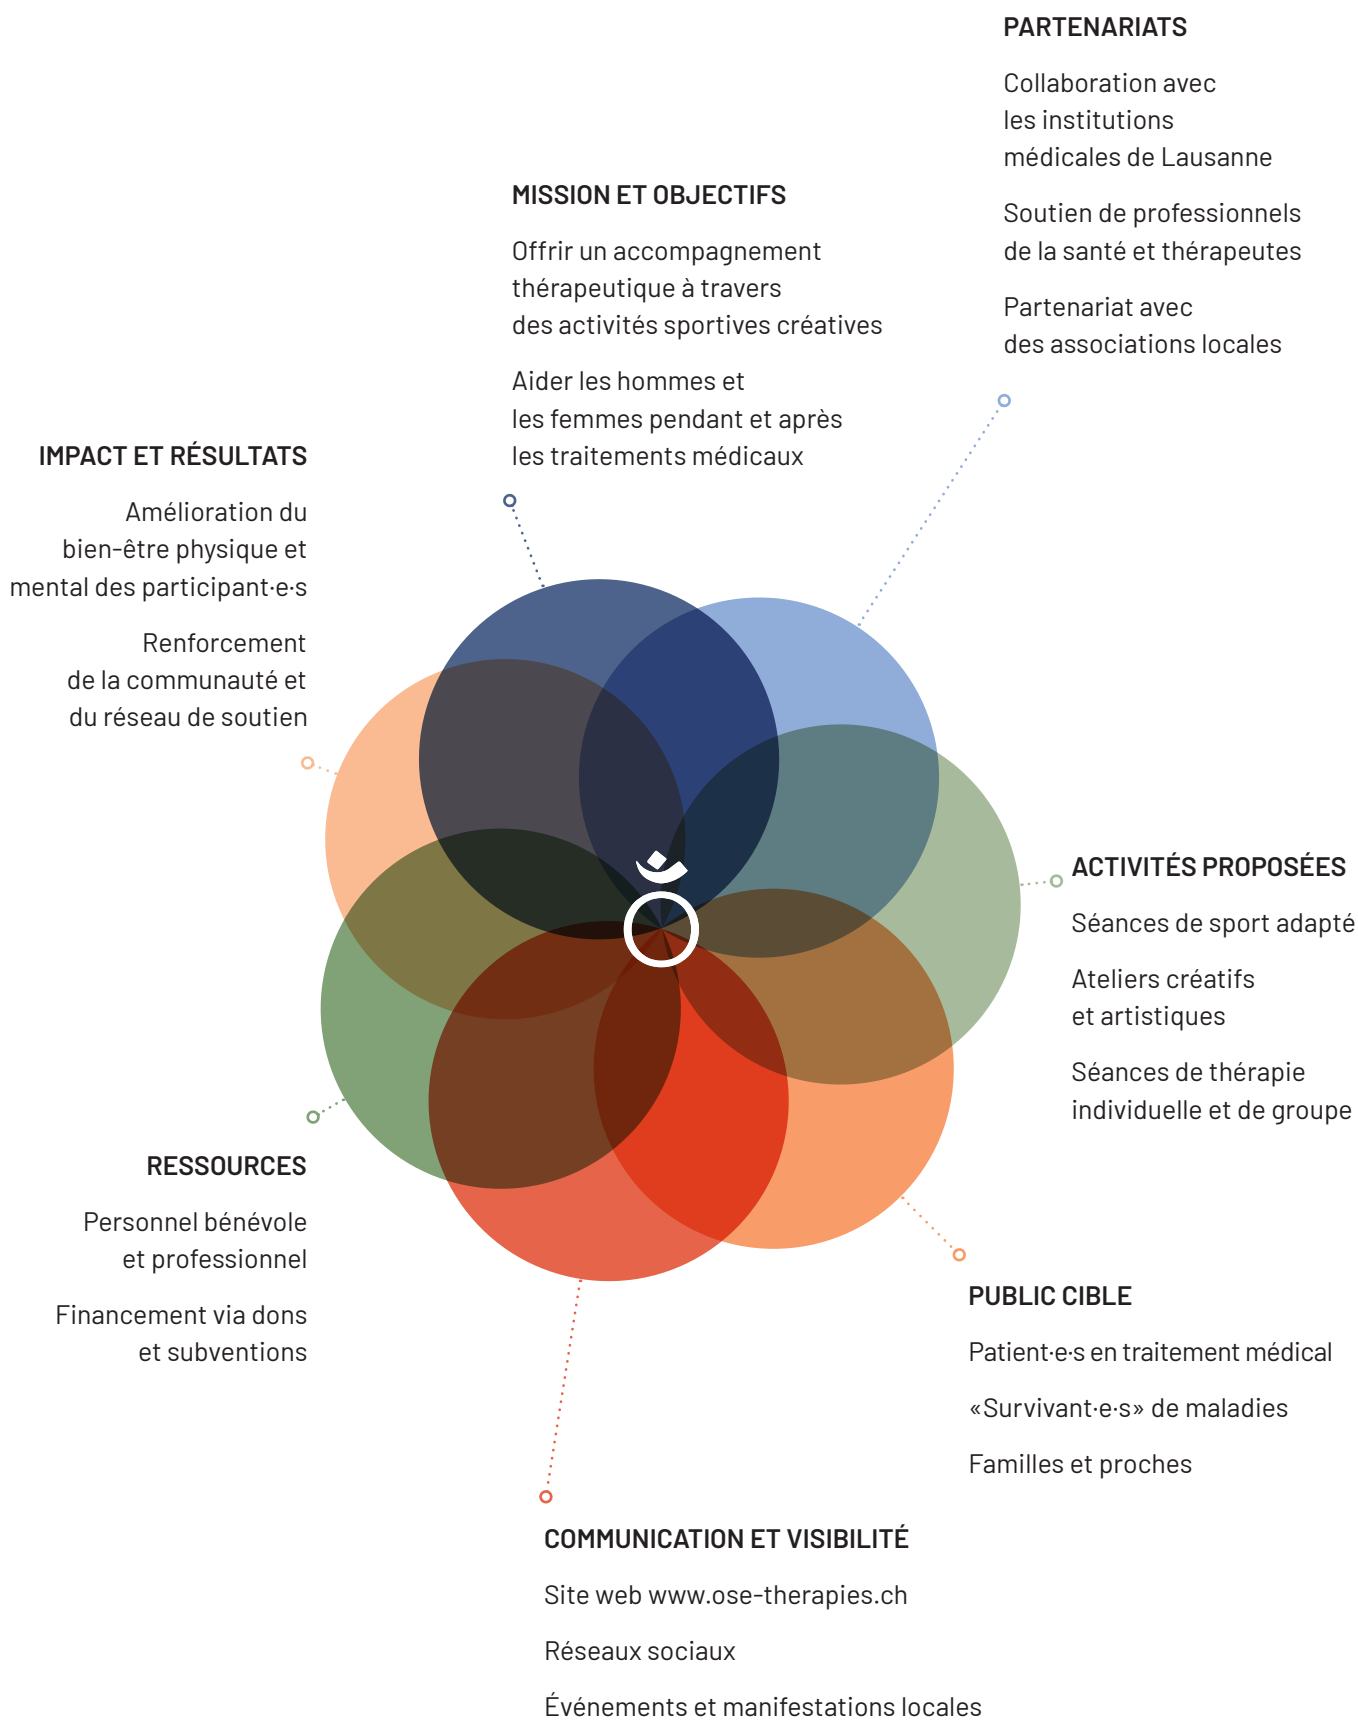 PARTENARIATS
Collaboration avec
les institutions
médicales de Lausanne
Soutien de professionnels
de la santé et thérapeutes
Partenariat avec
des associations locales
MISSION ET OBJECTIFS
Offrir un accompagnement
thérapeutique à travers
des activités sportives créatives
Aider les hommes et
les femmes pendant et après
les traitements médicaux
IMPACT ET RÉSULTATS
Amélioration du
bien-être physique et
mental des participant·e·s
Renforcement
de la communauté et
du réseau de soutien
ACTIVITÉS PROPOSÉES
Séances de sport adapté
Ateliers créatifs
et artistiques
Séances de thérapie
individuelle et de groupe
RESSOURCES
Personnel bénévole
et professionnel
Financement via dons
et subventions
PUBLIC CIBLE
Patient·e·s en traitement médical
«Survivant·e·s» de maladies
Familles et proches
COMMUNICATION ET VISIBILITÉ
Site web www.ose-therapies.ch
Réseaux sociaux
Événements et manifestations locales